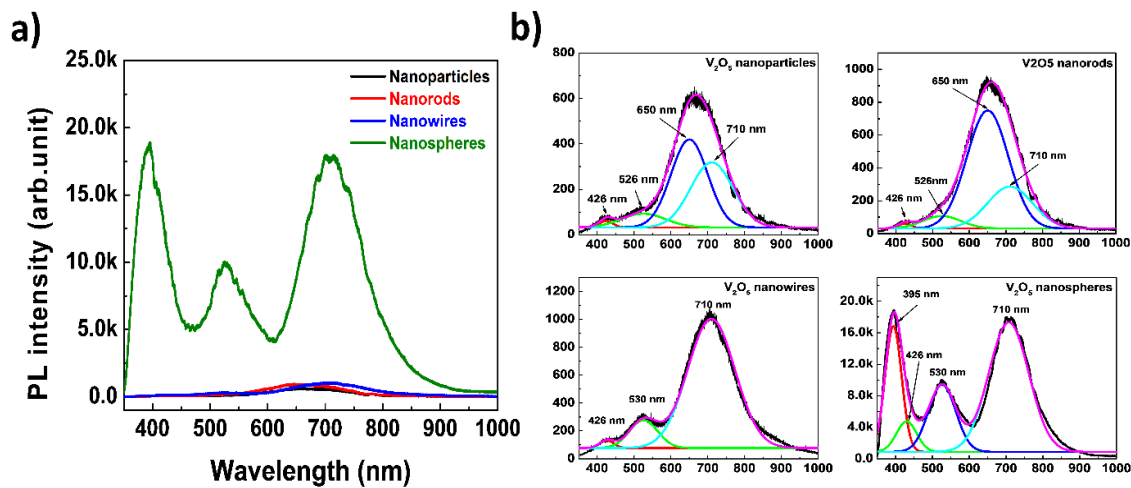 a)
PL intensity (arb.unit)
25.0k
20.0k
15.0k
10.0k
5.0k
0.0
Nanoparticles
Nanorods
Nanowires
Nanospheres
400 500 600 700 800 900 1000
Wavelength (nm)
b)
800
600
400
200
0
V₂O₅ nanoparticles
650 nm
710 nm
526 nm
426 nm
400 500 600 700 800 900 1000
1000
800
600
400
200
0
V2O5 nanorods
650 nm
710 nm
526nm
426 nm
400 500 600 700 800 900 1000
1200
1000
800
600
400
200
0
V₂O₅ nanowires
710 nm
530 nm
426 nm
400 500 600 700 800 900 1000
20.0k
16.0k
12.0k
8.0k
4.0k
0.0
V₂O₅ nanospheres
395 nm
710 nm
426 nm
530 nm
400 500 600 700 800 900 1000